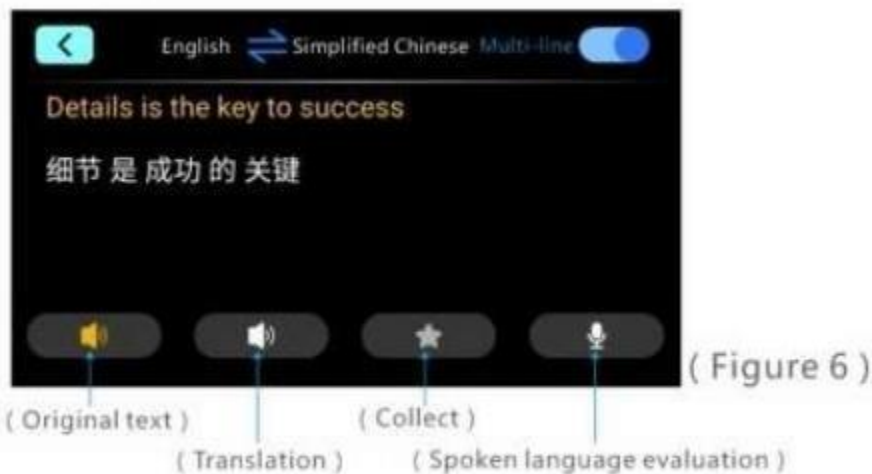 English ⇌ Simplified Chinese Multi-line
Details is the key to success
细节 是 成功 的 关键
( Figure 6 )
( Original text )
( Collect )
( Translation )
( Spoken language evaluation )